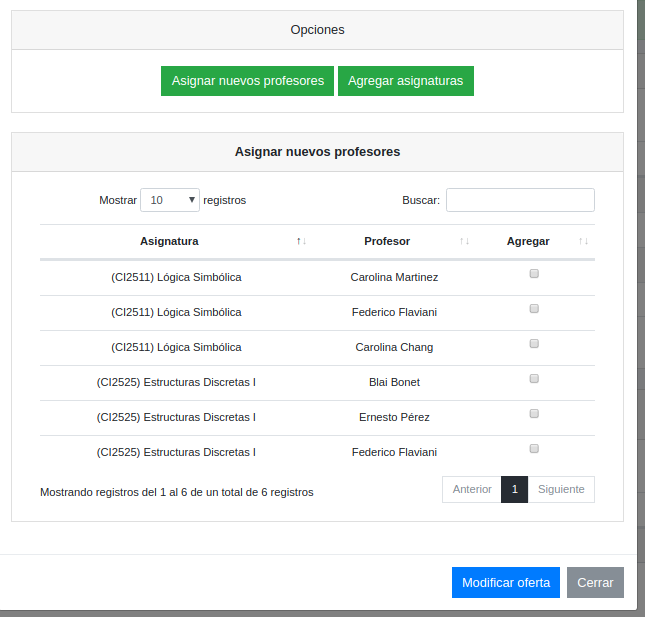 Opciones
Asignar nuevos profesores Agregar asignaturas
Asignar nuevos profesores
Mostrar 10 registros Buscar:
Asignatura Profesor Agregar
(CI2511) Lógica Simbólica Carolina Martinez
(CI2511) Lógica Simbólica Federico Flaviani
(CI2511) Lógica Simbólica Carolina Chang
(CI2525) Estructuras Discretas I Blai Bonet
(CI2525) Estructuras Discretas I Ernesto Pérez
(CI2525) Estructuras Discretas I Federico Flaviani
Mostrando registros del 1 al 6 de un total de 6 registros Anterior 1 Siguiente
Modificar oferta Cerrar